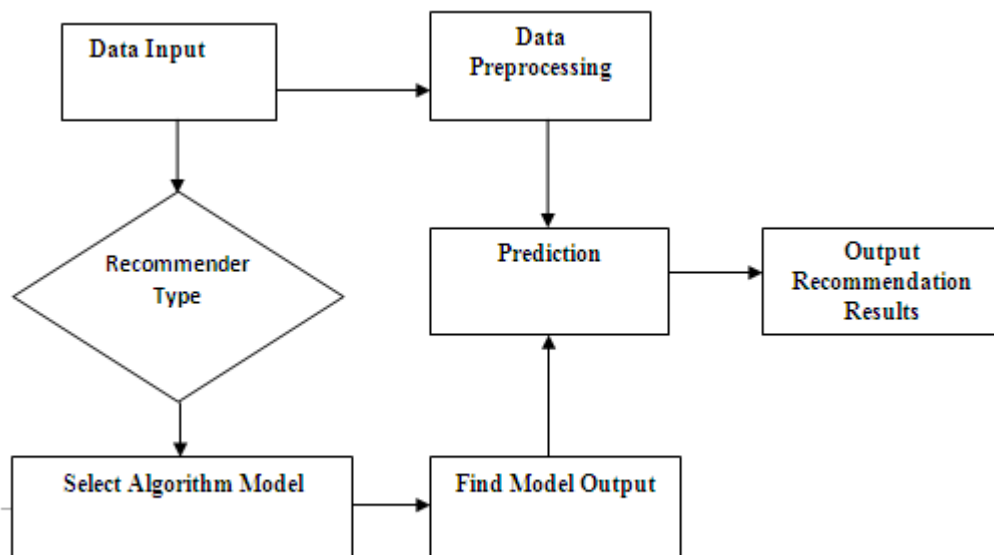 Data Input
Data
Preprocessing
Recommender
Type
Prediction
Output
Recommendation
Results
Select Algorithm Model
Find Model Output